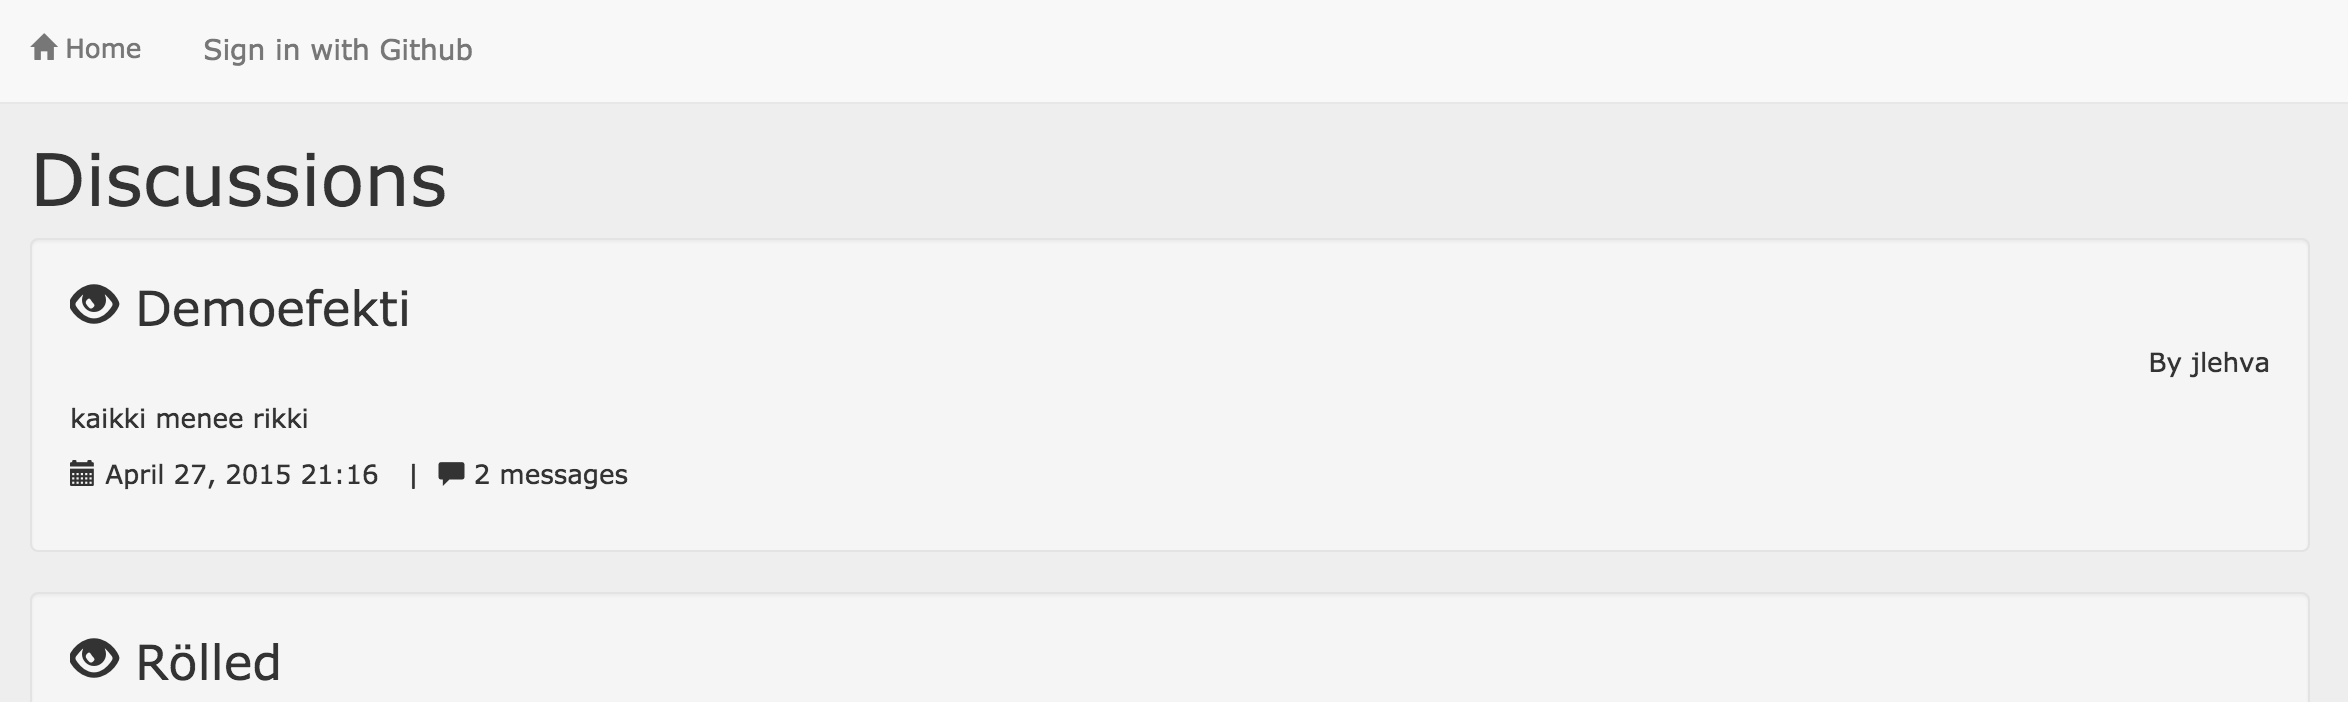 Home Sign in with Github
Discussions
Demoefekti
By jlehva
kaikki menee rikki
April 27, 2015 21:16 | 2 messages
Rölled